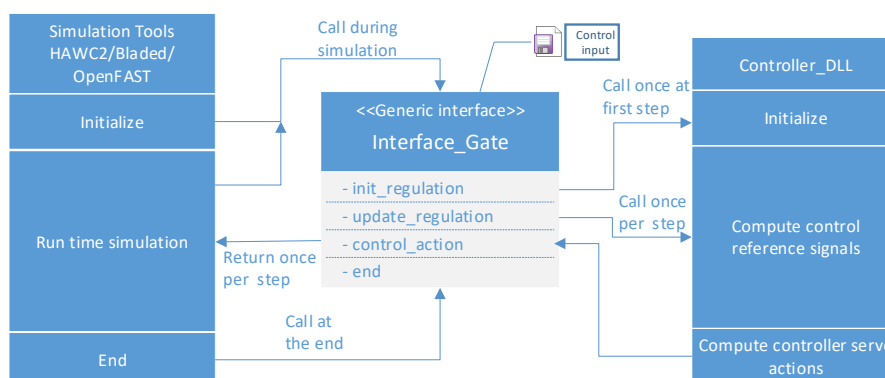 Simulation Tools
HAWC2/Bladed/
OpenFAST
Initialize
Run time simulation
End
Call during
simulation
Control
input
<<Generic interface>>
Interface_Gate
- init_regulation
- update_regulation
- control_action
- end
Return once
per step
Call at
the end
Call once at
first step
Call once
per step
Controller_DLL
Initialize
Compute control
reference signals
Compute controller servo
actions